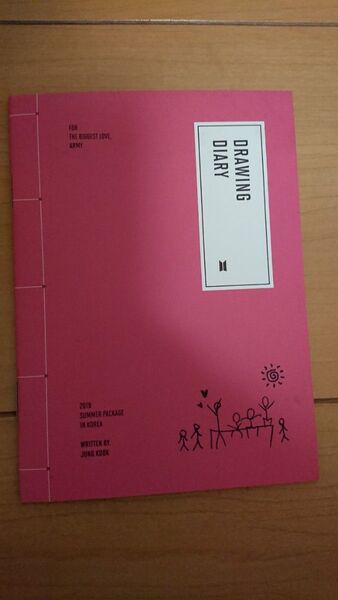 FOR
THE BIGGEST LOVE,
ARMY
DRAWING
DIARY
2019
SUMMER PACKAGE
IN KOREA
WRITTEN BY.
JUNG KOOK